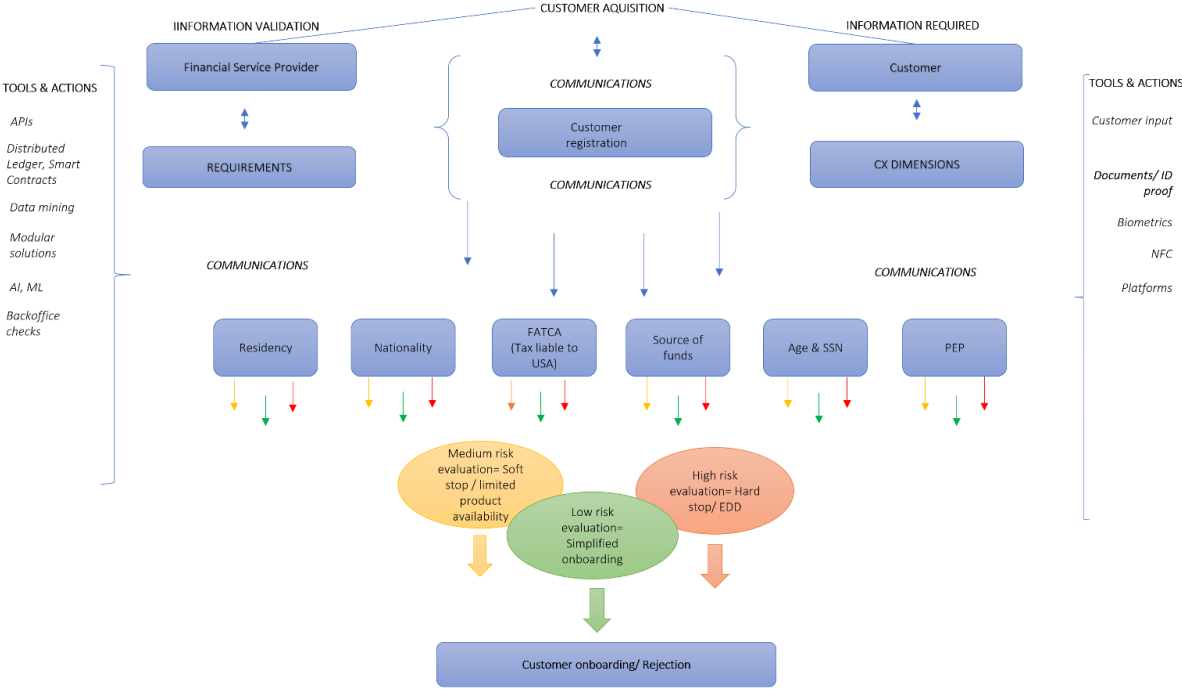 CUSTOMER AQUISITION
IINFORMATION VALIDATION
INFORMATION REQUIRED
Financial Service Provider
Customer
COMMUNICATIONS
TOOLS & ACTIONS
TOOLS & ACTIONS
APIs
Customer input
Customer
registration
Distributed
Ledger, Smart
Contracts
REQUIREMENTS
CX DIMENSIONS
Documents/ ID
proof
COMMUNICATIONS
Data mining
Biometrics
Modular
solutions
NFC
COMMUNICATIONS
COMMUNICATIONS
AI, ML
Platforms
Backoffice
checks
Residency
Nationality
FATCA
(Tax liable to
USA)
Source of
funds
Age & SSN
PEP
Medium risk
evaluation= Soft
stop / limited
product
availability
High risk
evaluation= Hard
stop/ EDD
Low risk
evaluation=
Simplified
onboarding
Customer onboarding/ Rejection